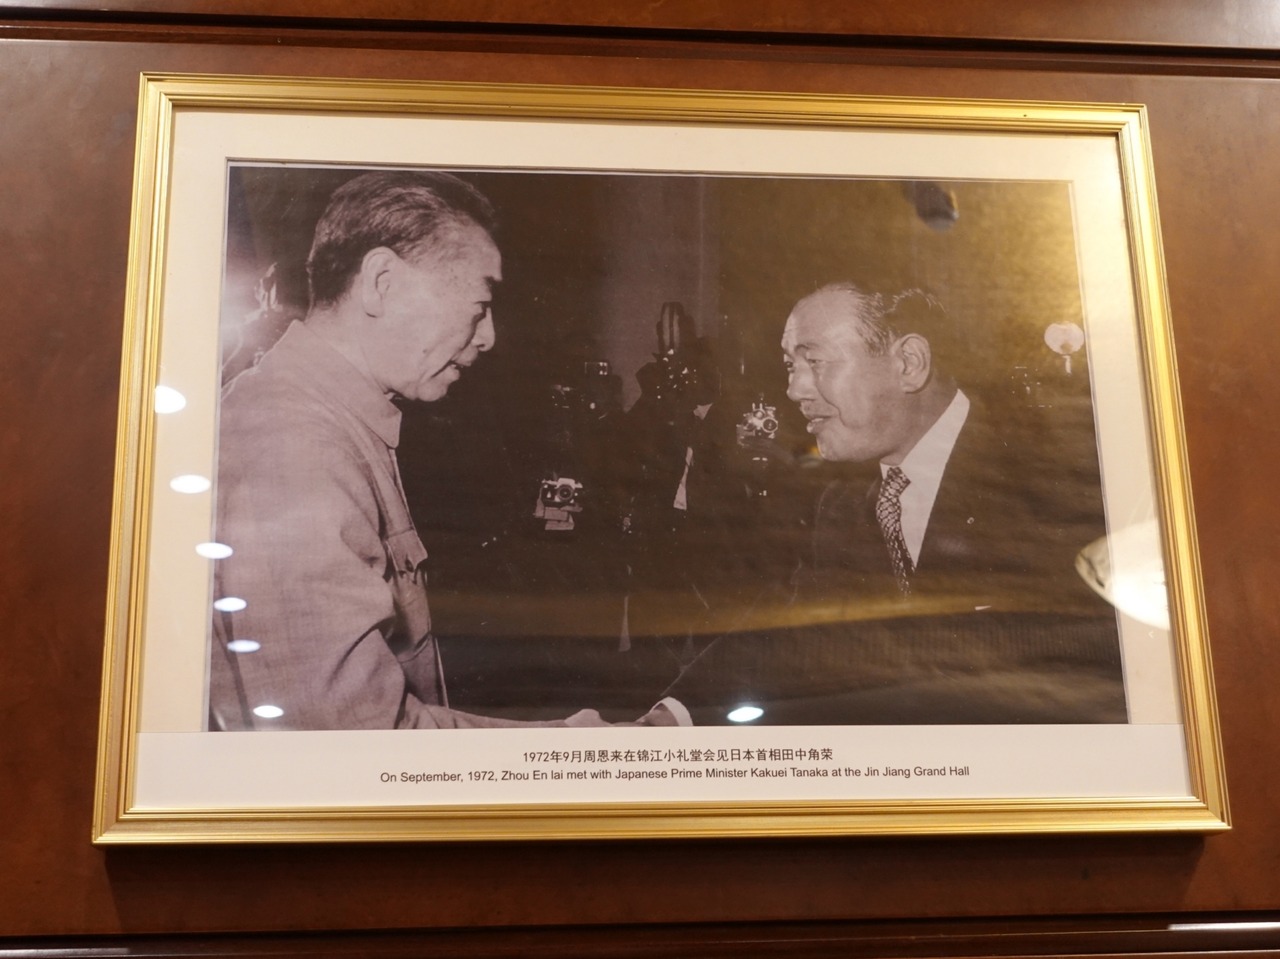 1972年9月周恩来在锦江小礼堂会见日本首相田中角荣
On September, 1972, Zhou En lai met with Japanese Prime Minister Kakuei Tanaka at the Jin Jiang Grand Hall